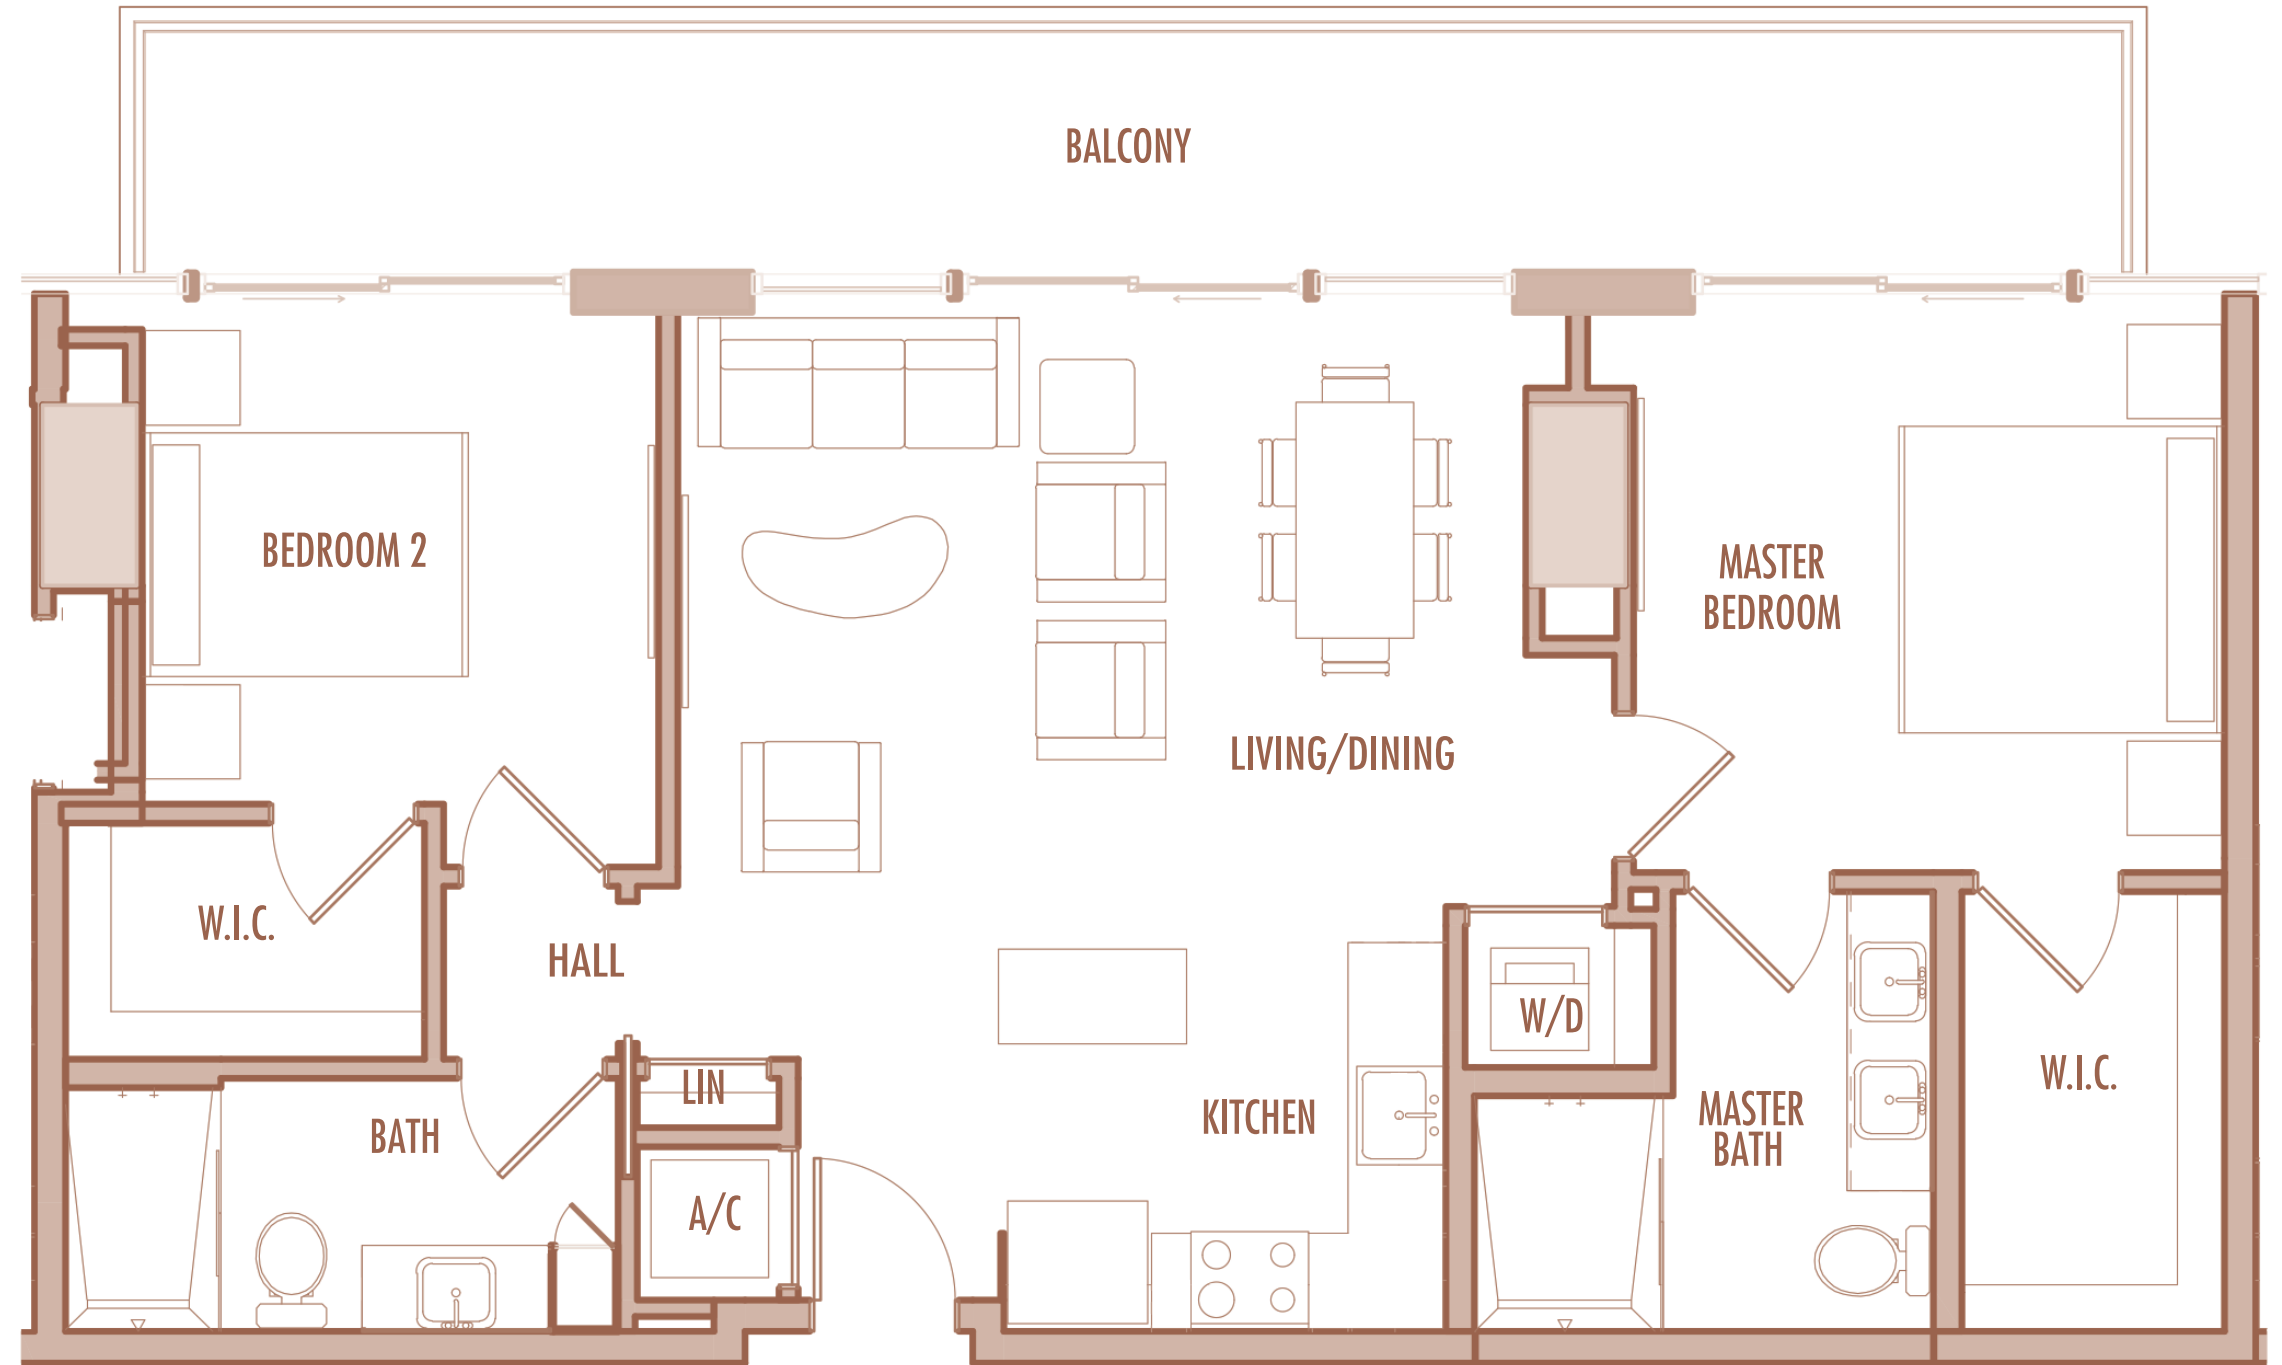 BALCONY
BEDROOM 2
MASTER
BEDROOM
LIVING/DINING
W.I.C.
HALL
W/D
LIN
KITCHEN
BATH
MASTER
BATH
W.I.C.
A/C